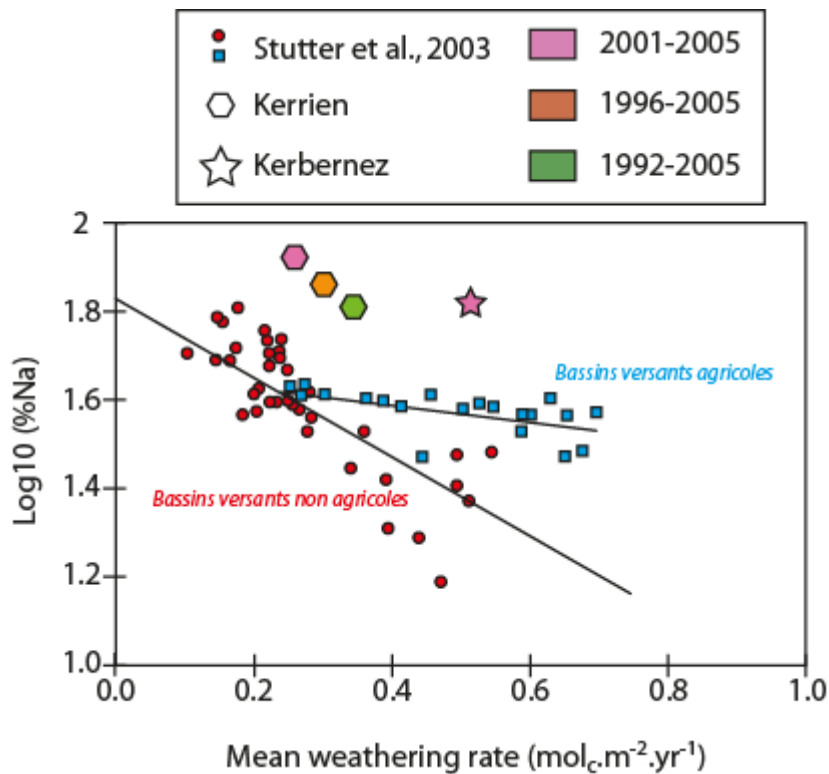 Stutter et al., 2003
2001-2005
Kerrien
1996-2005
Kerbernez
1992-2005
2
1.8
1.6
1.4
1.2
1.0
Log10 (%Na)
Bassins versants agricoles
Bassins versants non agricoles
0.0
0.2
0.4
0.6
0.8
1.0
Mean weathering rate (mol_c.m⁻².yr⁻¹)